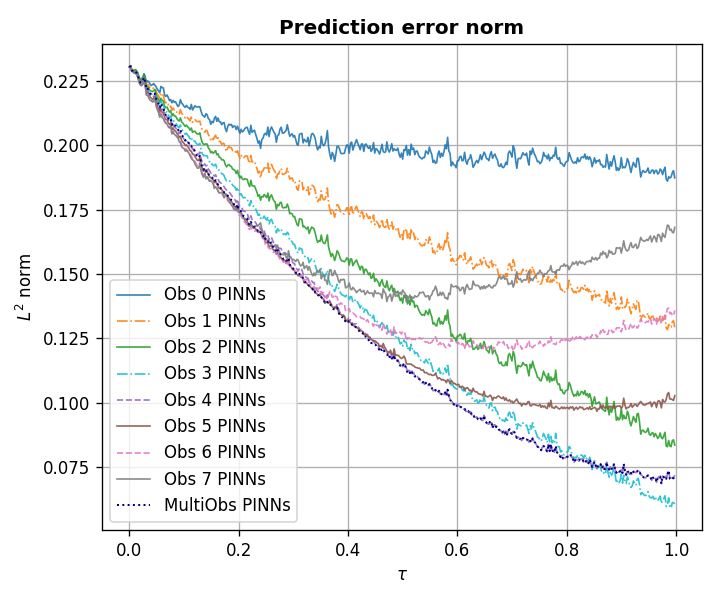 Prediction error norm
L² norm
0.225
0.200
0.175
0.150
0.125
0.100
0.075
Obs 0 PINNs
Obs 1 PINNs
Obs 2 PINNs
Obs 3 PINNs
Obs 4 PINNs
Obs 5 PINNs
Obs 6 PINNs
Obs 7 PINNs
MultiObs PINNs
0.0 0.2 0.4 0.6 0.8 1.0
τ